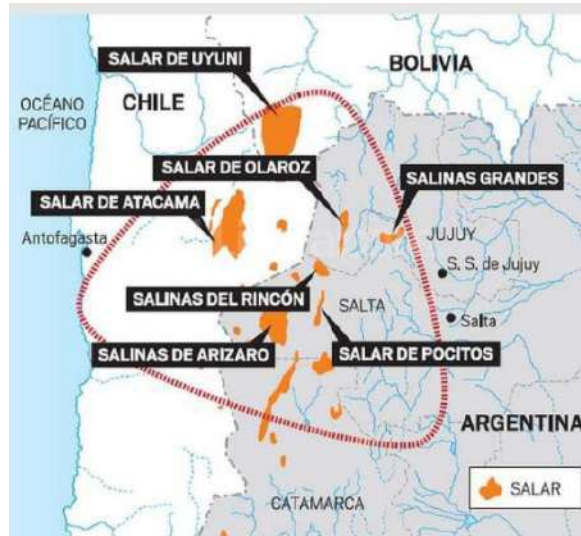 SALAR DE UYUNI
BOLIVIA
OCÉANO
PACÍFICO
CHILE
SALAR DE OLAROZ
SALINAS GRANDES
SALAR DE ATACAMA
Antofagasta
JUJUY
S. S. de Jujuy
SALINAS DEL RINCÓN
SALTA
Salta
SALINAS DE ARIZARO
SALAR DE POCITOS
ARGENTINA
SALAR
CATAMARCA